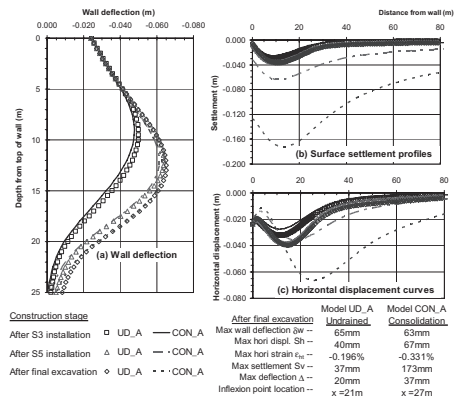 Wall deflection (m)
0.000 -0.020 -0.040 -0.060 -0.080
0
5
10
15
20
25
Depth from top of wall (m)
(a) Wall deflection
Distance from wall (m)
0 20 40 60 80
0.000
-0.040
-0.080
-0.120
-0.160
-0.200
Settlement (m)
(b) Surface settlement profiles
0 20 40 60 80
0.000
-0.020
-0.040
-0.060
-0.080
Horizontal displacement (m)
(c) Horizontal displacement curves
Construction stage
After S3 installation UD_A CON_A
After S5 installation UD_A CON_A
After final excavation UD_A CON_A
Model UD_A Model CON_A
After final excavation Undrained Consolidation
Max wall deflection δw -- 65mm 63mm
Max hori displ. Sh -- 40mm 67mm
Max hori strain εht -- -0.196% -0.331%
Max settlement Sv -- 37mm 173mm
Max deflection Δ -- 20mm 37mm
Inflexion point location -- x =21m x =27m